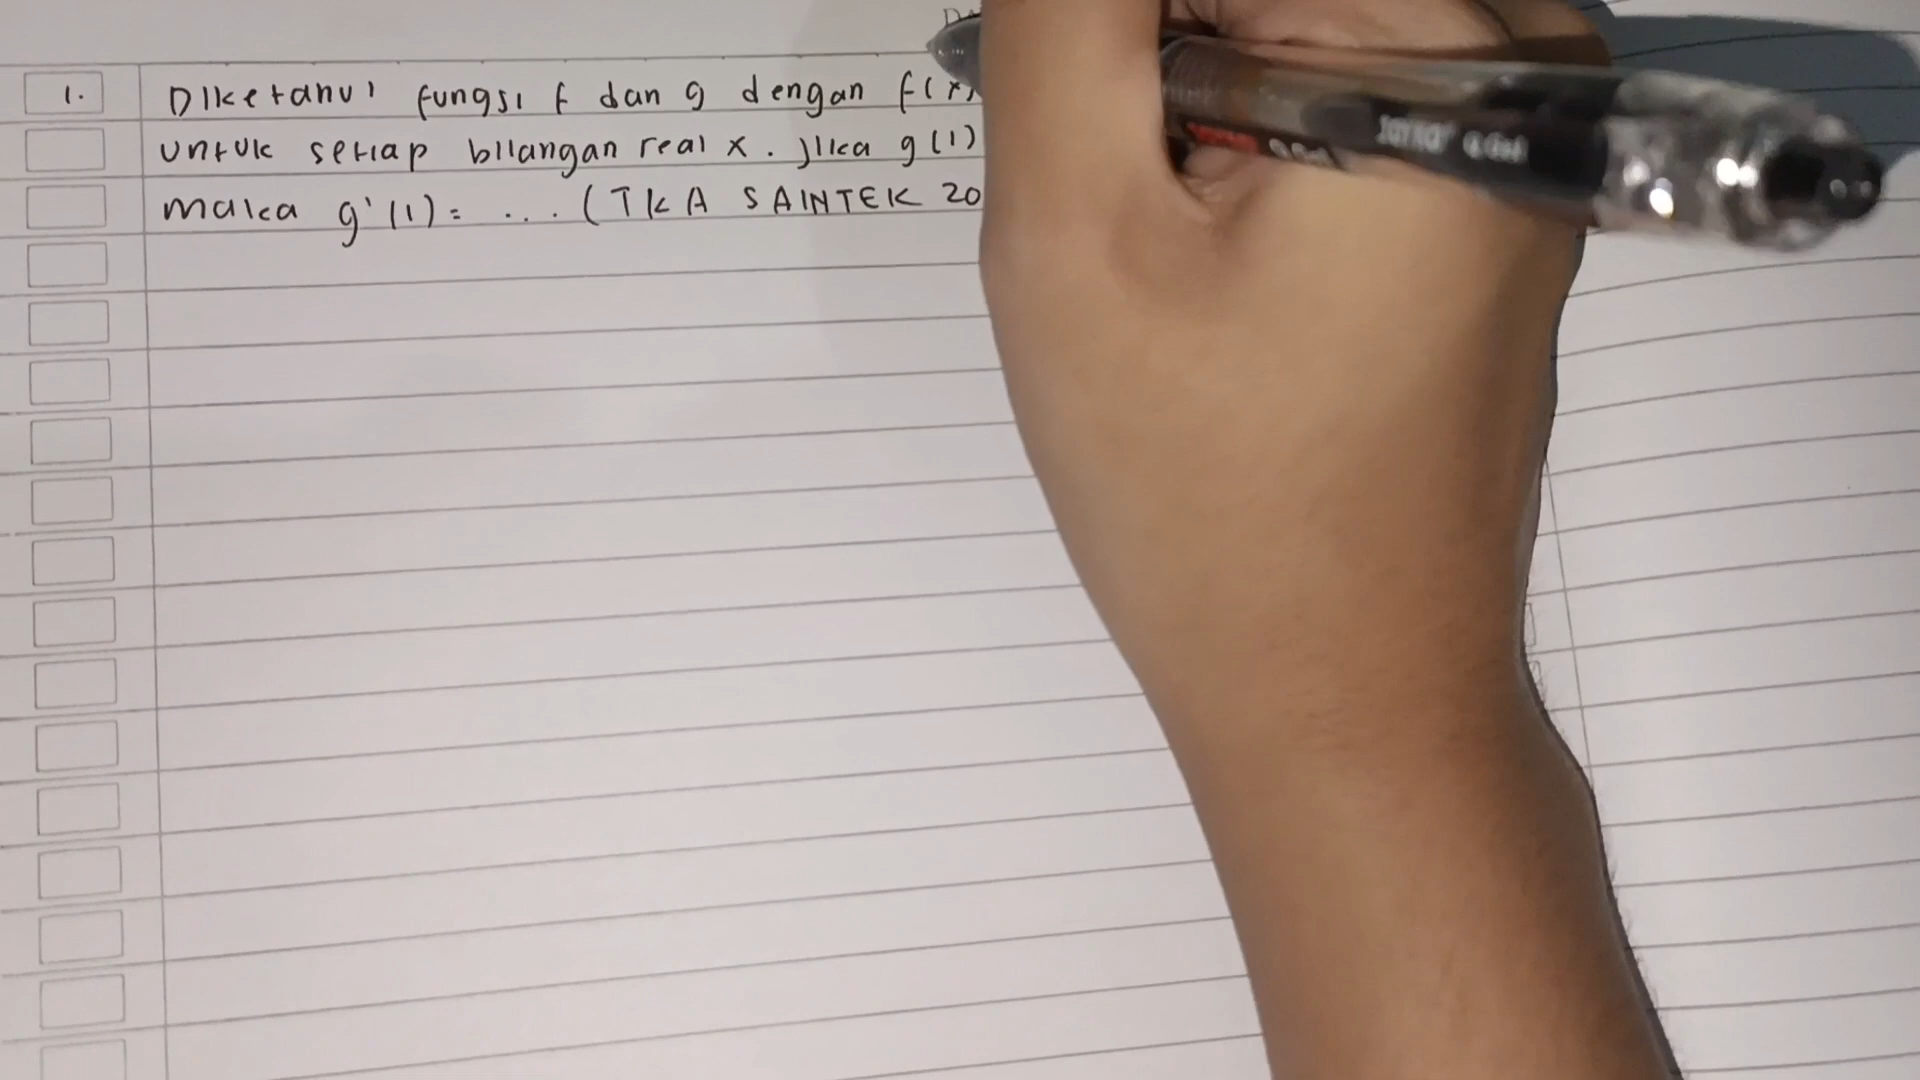 1. Diketahui fungsi f dan g dengan f(x)
untuk setiap bilangan real x. Jika g(1)
maka g'(1) = ... (TKA SAINTEK 20